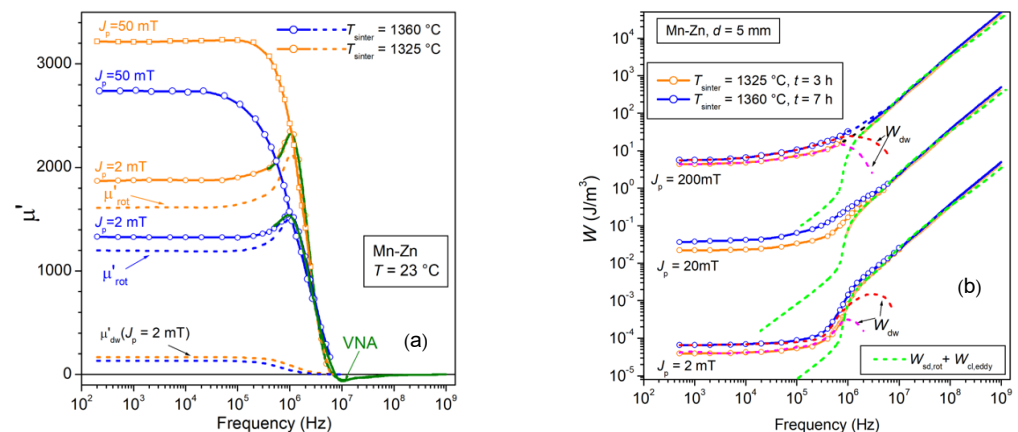 J_p=50 mT
T_sinter = 1360 °C
T_sinter = 1325 °C
3000
J_p=50 mT
2000
J_p=2 mT
μ'_rot
J_p=2 mT
μ'
1000
μ'_rot
Mn-Zn
T = 23 °C
μ'_dw(J_p = 2 mT)
VNA
(a)
0
10^2 10^3 10^4 10^5 10^6 10^7 10^8 10^9
Frequency (Hz)
Mn-Zn, d = 5 mm
T_sinter = 1325 °C, t = 3 h
T_sinter = 1360 °C, t = 7 h
10^4
10^3
10^2
10^1
10^0
10^-1
10^-2
10^-3
10^-4
10^-5
W (J/m^3)
W_dw
J_p = 200mT
J_p = 20mT
(b)
W_dw
J_p = 2 mT
W_sd,rot + W_cl,eddy
10^2 10^3 10^4 10^5 10^6 10^7 10^8 10^9
Frequency (Hz)